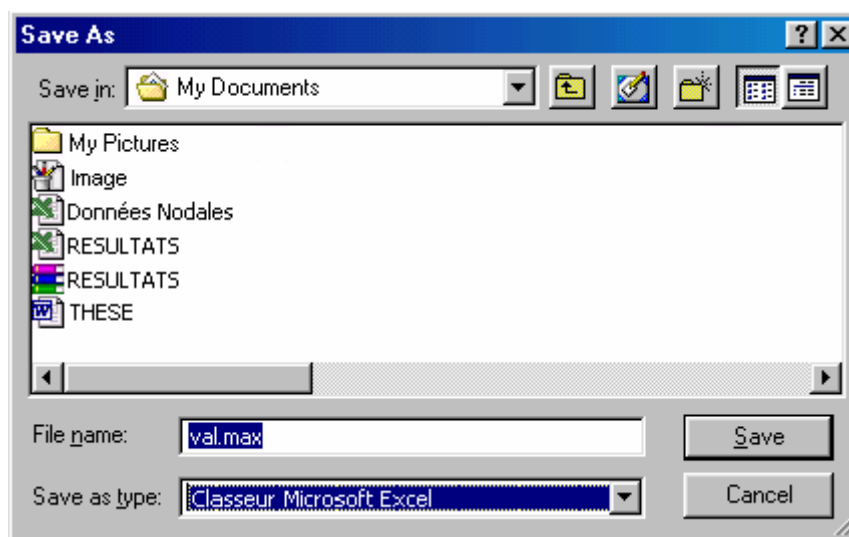 Save As
Save in: My Documents
My Pictures
Image
Données Nodales
RESULTATS
RESULTATS
THESE
File name: val.max Save
Save as type: Classeur Microsoft Excel Cancel